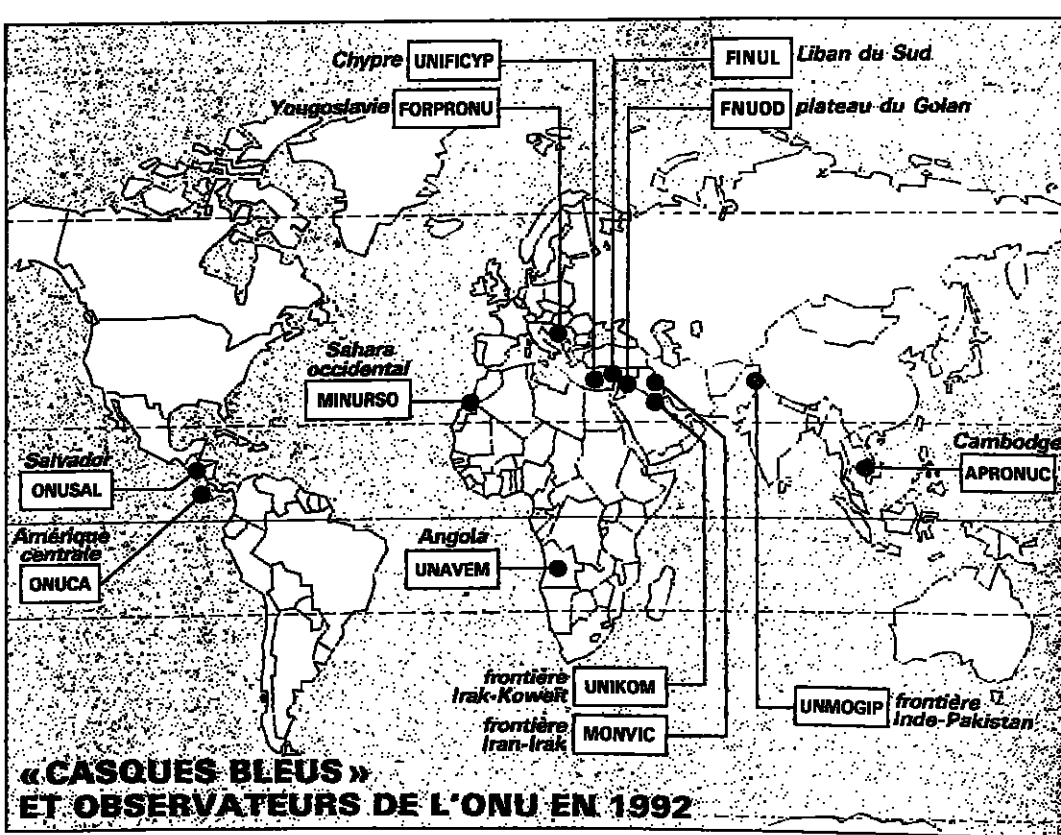 Chypre UNIFICYP
FINUL Liban du Sud
Yougoslavie FORPRONU
FNUOD plateau du Golan
Sahara
occidental
MINURSO
Salvador
ONUSAL
Cambodge
APRONUC
Amérique
centrale
ONUCA
Angola
UNAVEM
frontière
Irak-Koweït
UNIKOM
UNMOGIP
frontière
Inde-Pakistan
frontière
Iran-Irak
MONVIC
«CASQUES BLEUS»
ET OBSERVATEURS DE L'ONU EN 1992